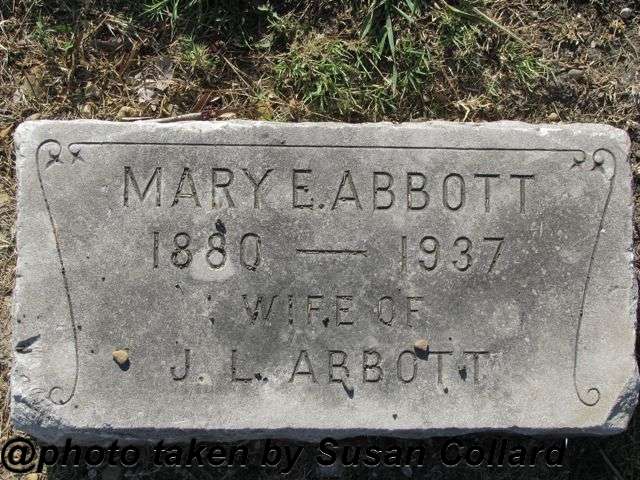 MARY E. ABBOTT
1880 — 1937
WIFE OF
J. L. ABBOTT
@photo taken by Susan Collard